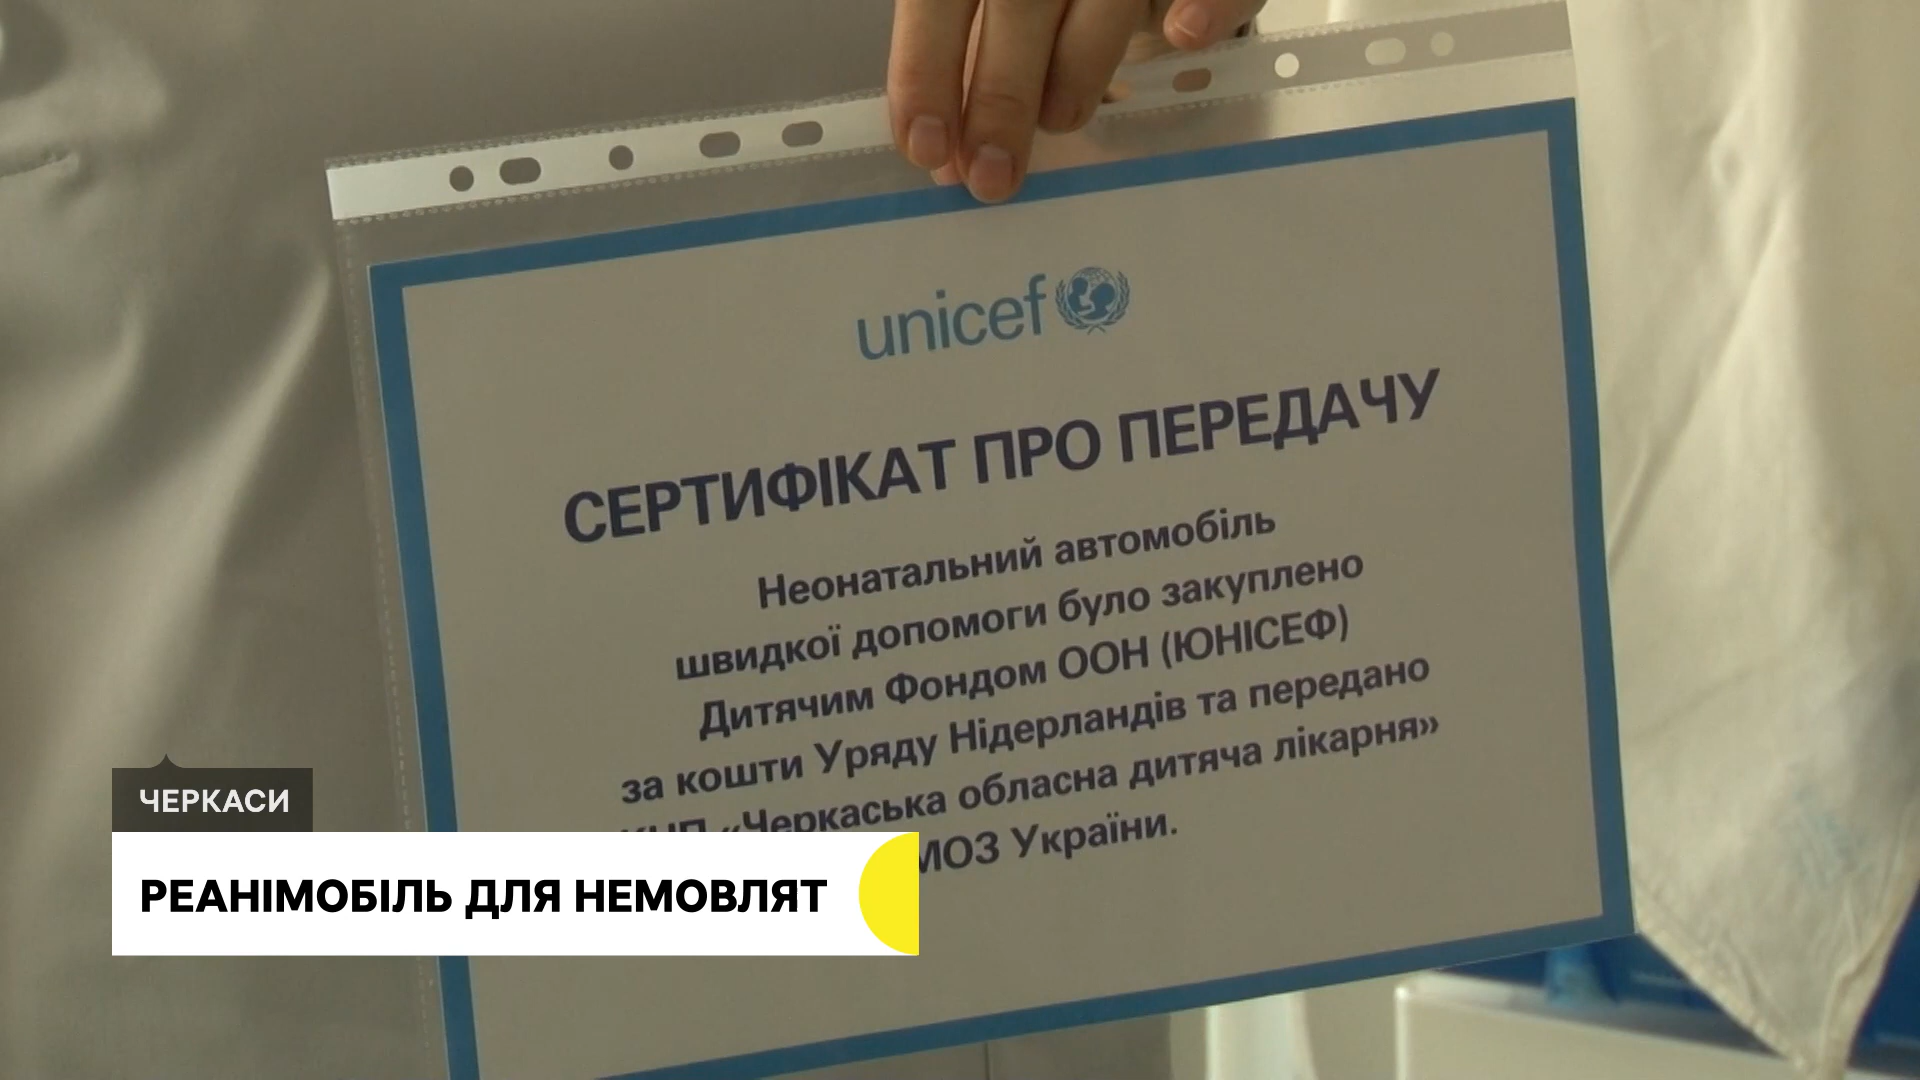 unicef
СЕРТИФІКАТ ПРО ПЕРЕДАЧУ
Неонатальний автомобіль
швидкої допомоги було закуплено
Дитячим Фондом ООН (ЮНІСЕФ)
за кошти Уряду Нідерландів та передано
«Черкаська обласна дитяча лікарня»
МОЗ України.
ЧЕРКАСИ
РЕАНІМОБІЛЬ ДЛЯ НЕМОВЛЯТ